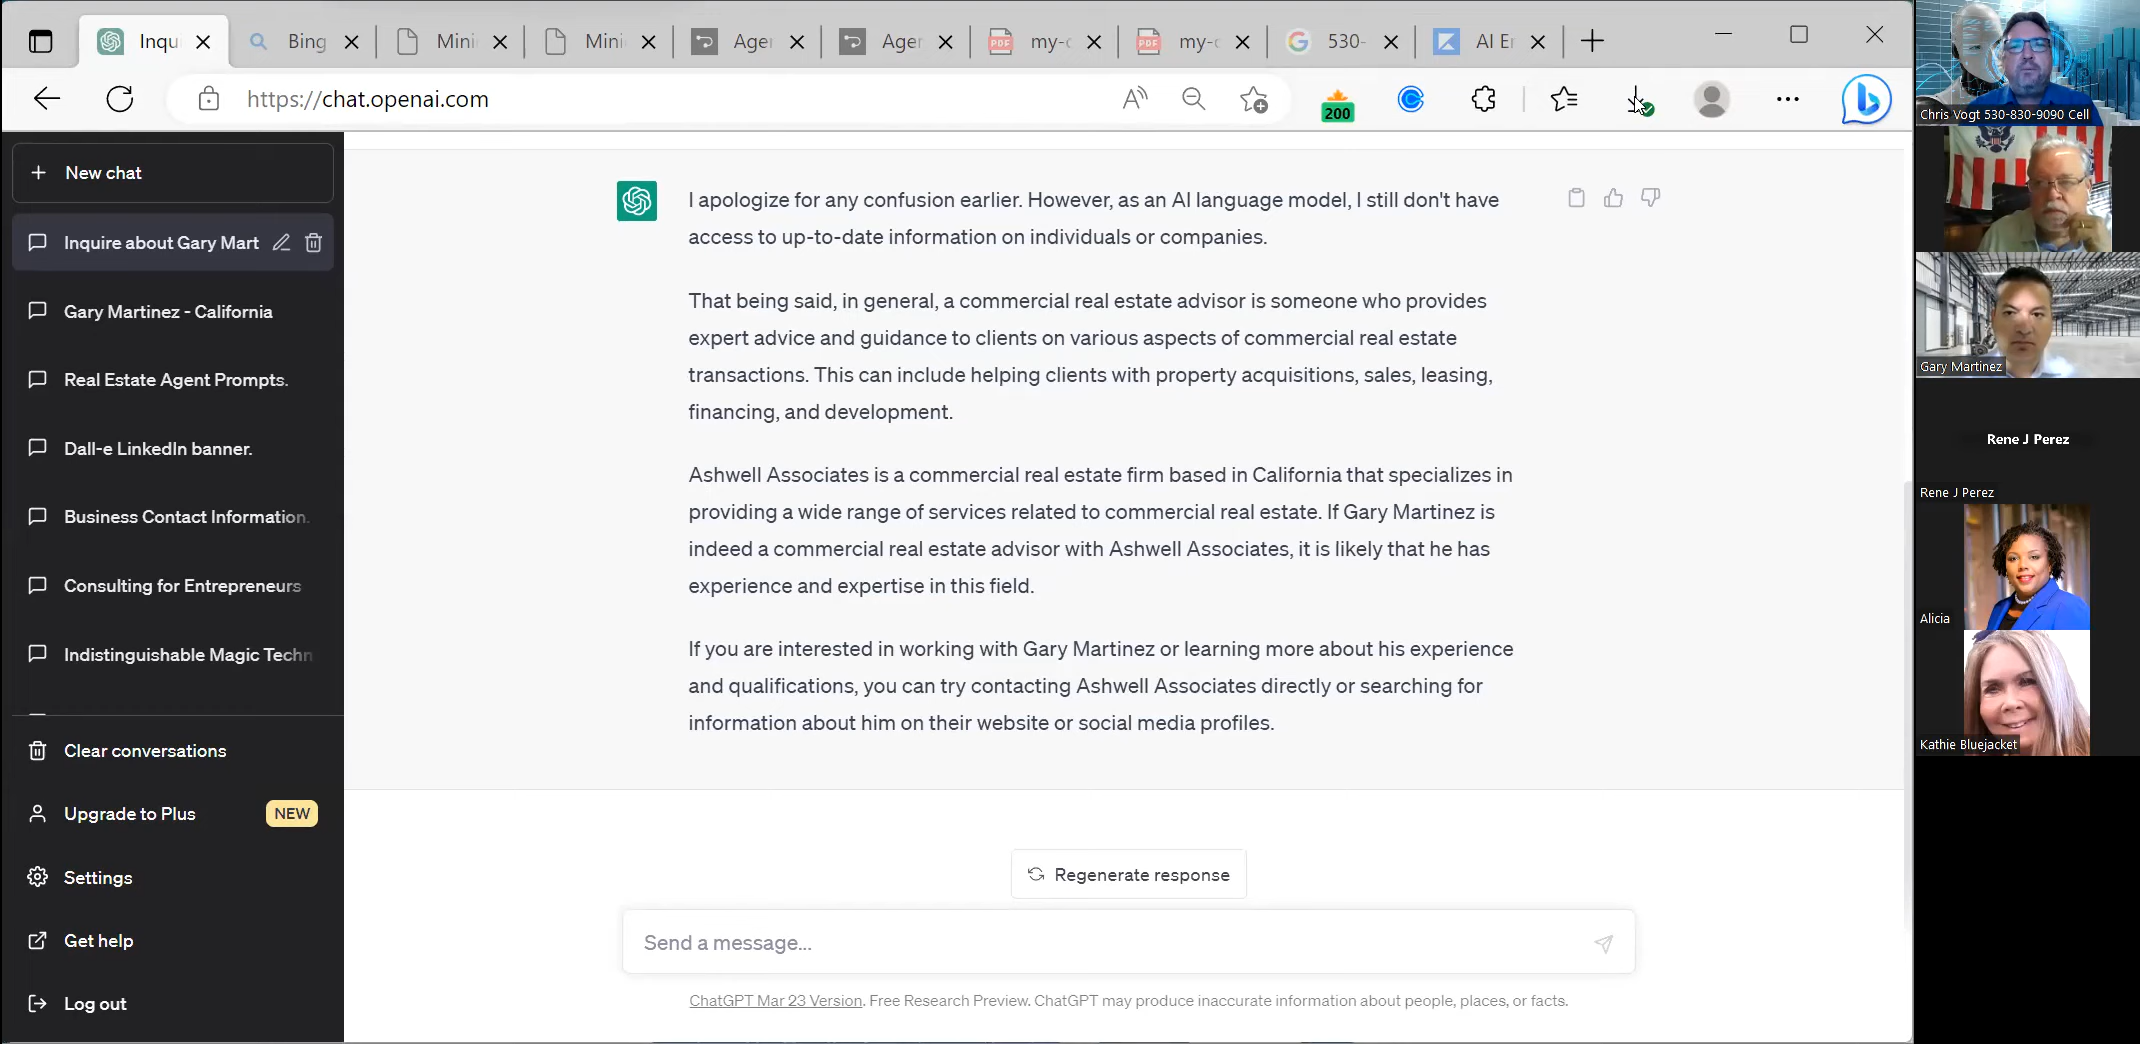 Inqu
Bing
Mini
Mini
Ager
Ager
my-c
my-c
530-
AI Er
https://chat.openai.com
200
New chat
Inquire about Gary Mart
Gary Martinez - California
Real Estate Agent Prompts.
Dall-e LinkedIn banner.
Business Contact Information.
Consulting for Entrepreneurs
Indistinguishable Magic Techn
Clear conversations
Upgrade to Plus NEW
Settings
Get help
Log out
I apologize for any confusion earlier. However, as an AI language model, I still don't have
access to up-to-date information on individuals or companies.
That being said, in general, a commercial real estate advisor is someone who provides
expert advice and guidance to clients on various aspects of commercial real estate
transactions. This can include helping clients with property acquisitions, sales, leasing,
financing, and development.
Ashwell Associates is a commercial real estate firm based in California that specializes in
providing a wide range of services related to commercial real estate. If Gary Martinez is
indeed a commercial real estate advisor with Ashwell Associates, it is likely that he has
experience and expertise in this field.
If you are interested in working with Gary Martinez or learning more about his experience
and qualifications, you can try contacting Ashwell Associates directly or searching for
information about him on their website or social media profiles.
Regenerate response
Send a message...
ChatGPT Mar 23 Version. Free Research Preview. ChatGPT may produce inaccurate information about people, places, or facts.
Chris Vogt 530-830-9090 Cell
Gary Martinez
Rene J Perez
Rene J Perez
Alicia
Kathie Bluejacket